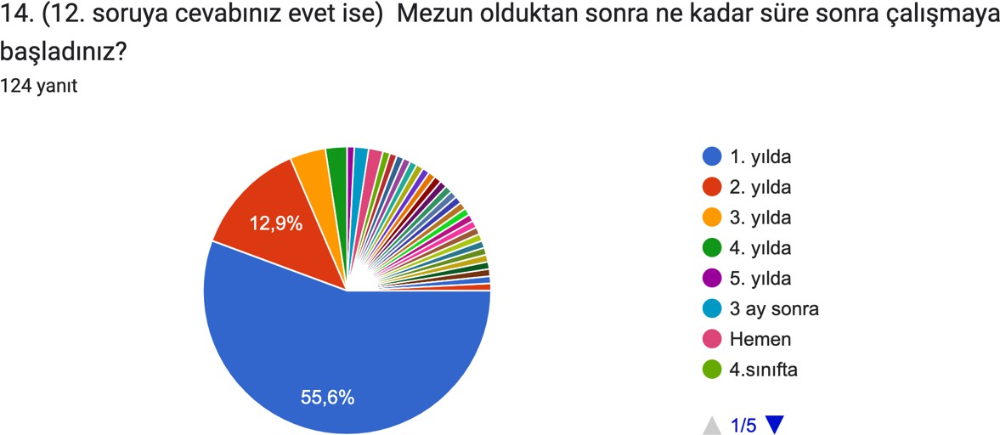 14. (12. soruya cevabınız evet ise)  Mezun olduktan sonra ne kadar süre sonra çalışmaya
başladınız?
124 yanıt
12,9%
55,6%
1. yılda
2. yılda
3. yılda
4. yılda
5. yılda
3 ay sonra
Hemen
4.sınıfta
1/5